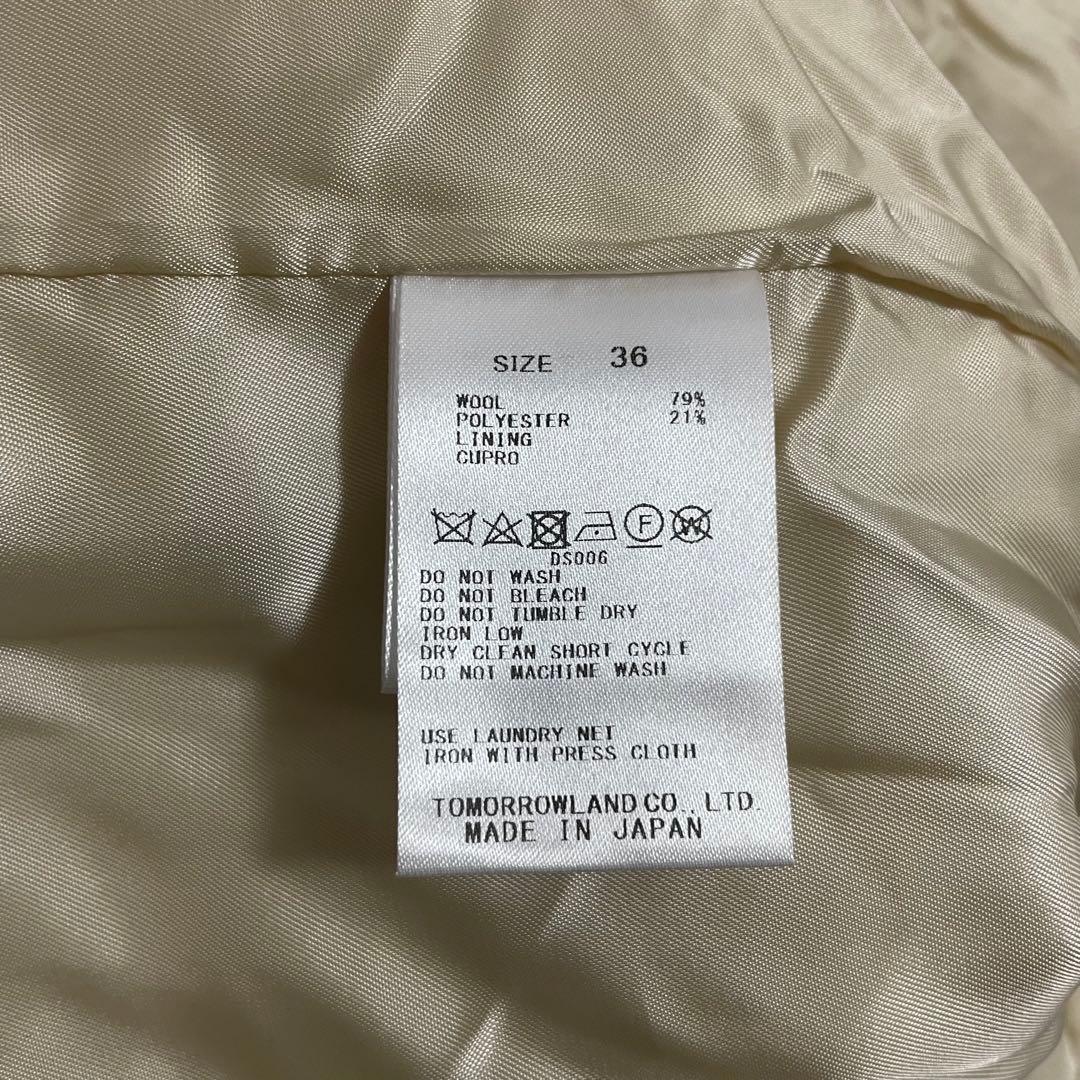 SIZE 36
WOOL 79%
POLYESTER 21%
LINING
CUPRO
F W
DS006
DO NOT WASH
DO NOT BLEACH
DO NOT TUMBLE DRY
IRON LOW
DRY CLEAN SHORT CYCLE
DO NOT MACHINE WASH
USE LAUNDRY NET
IRON WITH PRESS CLOTH
TOMORROWLAND CO., LTD.
MADE IN JAPAN